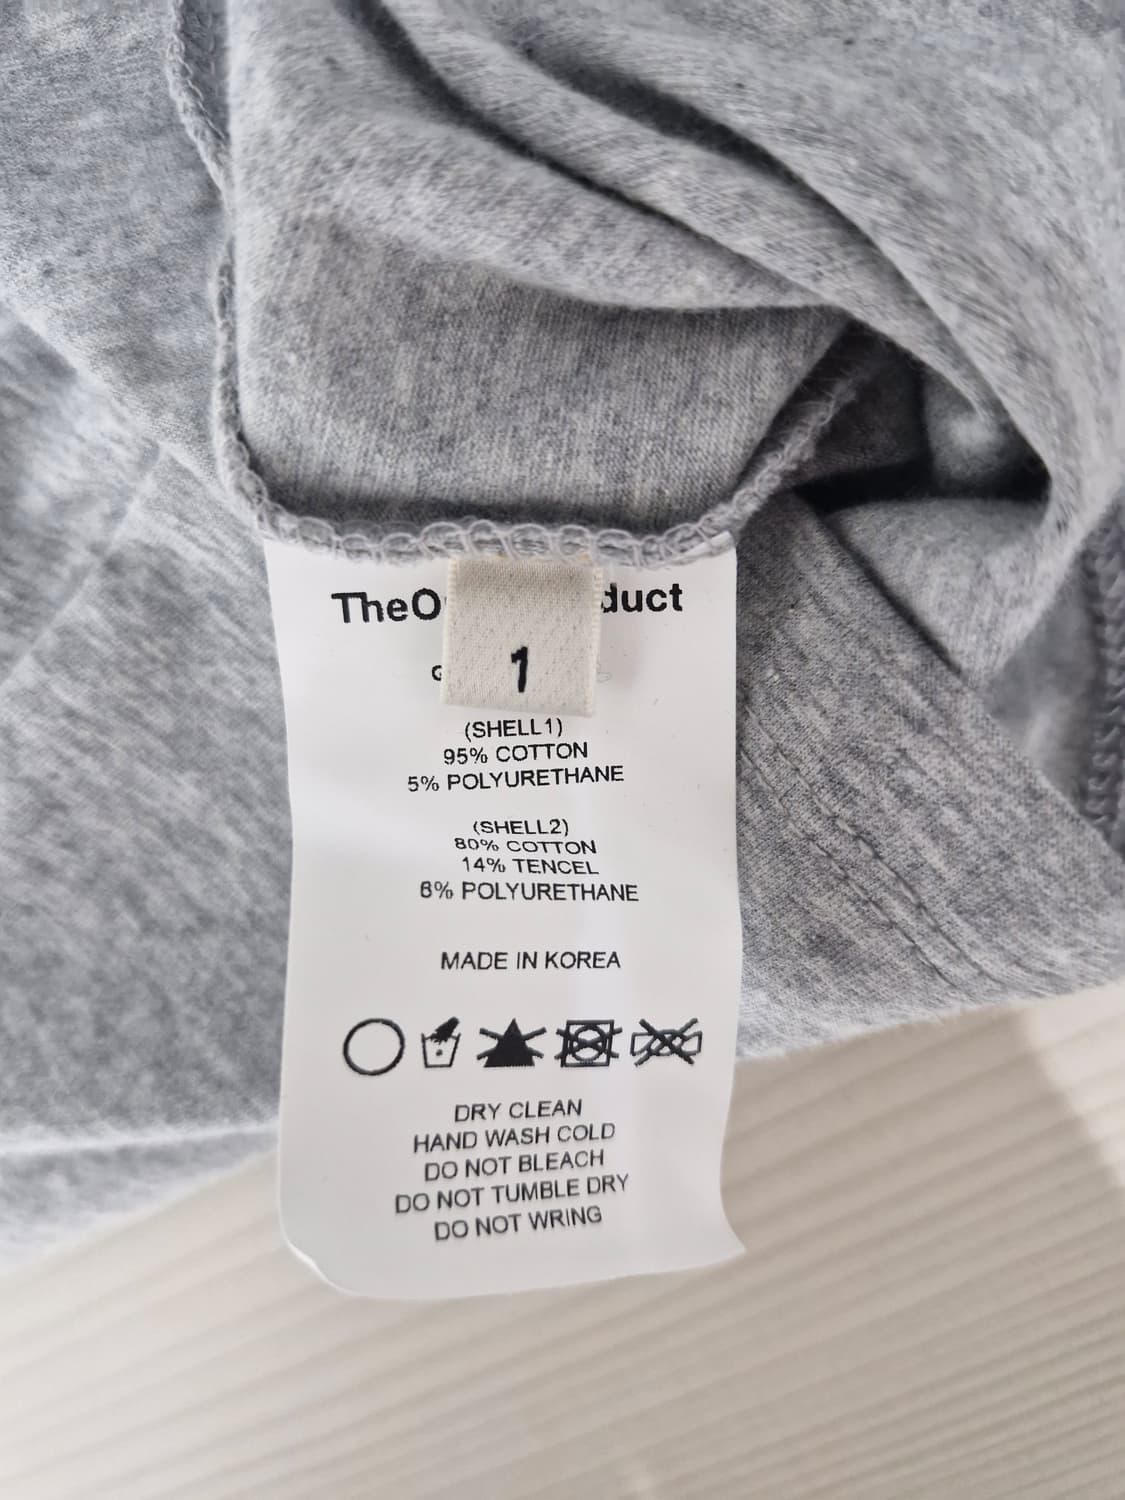 TheO duct
1
(SHELL1)
95% COTTON
5% POLYURETHANE
(SHELL2)
80% COTTON
14% TENCEL
6% POLYURETHANE
MADE IN KOREA
DRY CLEAN
HAND WASH COLD
DO NOT BLEACH
DO NOT TUMBLE DRY
DO NOT WRING